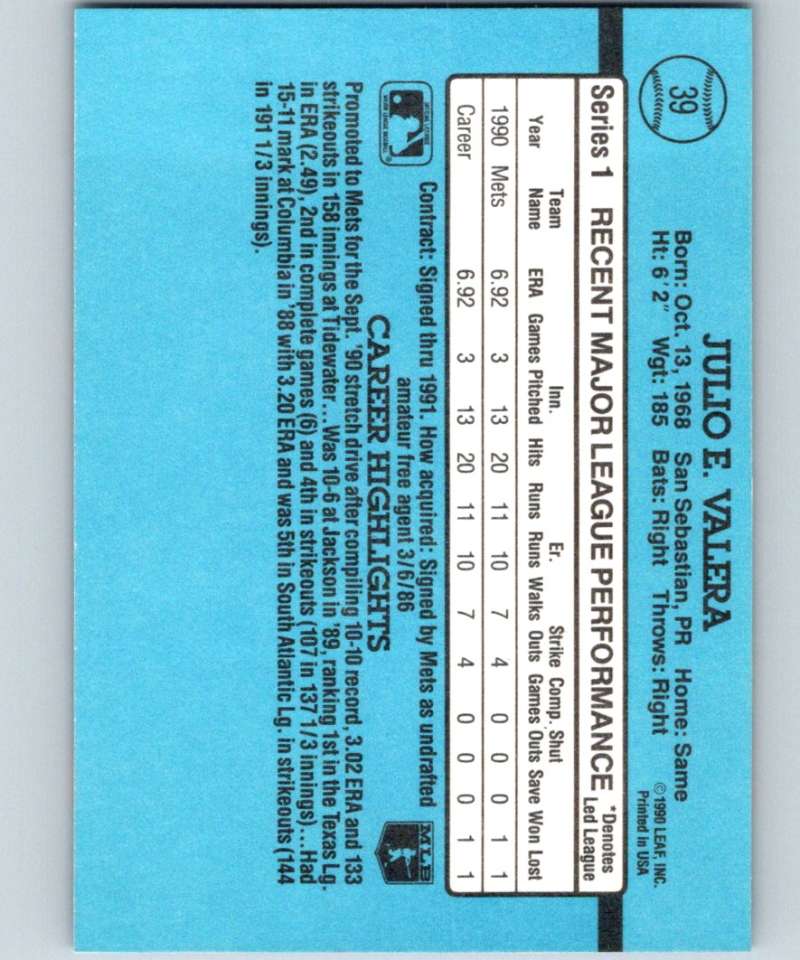 39
JULIO E. VALERA
Born: Oct. 13, 1968 San Sebastian, PR Home: Same
Ht: 6'2" Wgt: 185 Bats: Right Throws: Right
©1990 LEAF, INC.
Printed in USA
Series 1 RECENT MAJOR LEAGUE PERFORMANCE *Denotes
Led League
Team Inn. Er. Strike Comp. Shut
Year Name ERA Games Pitched Hits Runs Runs Walks Outs Games Outs Save Won Lost
1990 Mets 6.92 3 13 20 11 10 7 4 0 0 0 1 1
Career 6.92 3 13 20 11 10 7 4 0 0 0 1 1
Contract: Signed thru 1991. How acquired: Signed by Mets as undrafted
amateur free agent 3/6/86
MLB
CAREER HIGHLIGHTS
Promoted to Mets for the Sept. '90 stretch drive after compiling 10-10 record, 3.02 ERA and 133
strikeouts in 158 innings at Tidewater...Was 10-6 at Jackson in '89, ranking 1st in the Texas Lg.
in ERA (2.49), 2nd in complete games (6) and 4th in strikeouts (107 in 137 1/3 innings)...Had
15-11 mark at Columbia in '88 with 3.20 ERA and was 5th in South Atlantic Lg. in strikeouts (144
in 191 1/3 innings).